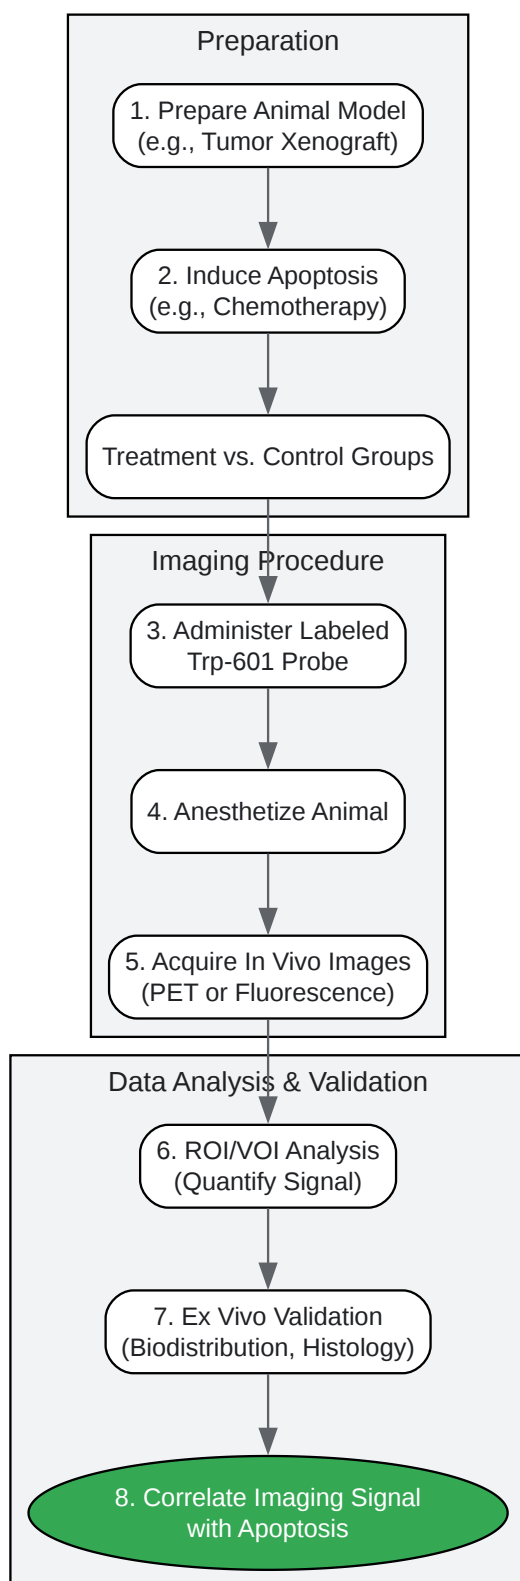 Preparation
1. Prepare Animal Model
(e.g., Tumor Xenograft)
2. Induce Apoptosis
(e.g., Chemotherapy)
Treatment vs. Control Groups
Imaging Procedure
3. Administer Labeled
Trp-601 Probe
4. Anesthetize Animal
5. Acquire In Vivo Images
(PET or Fluorescence)
Data Analysis & Validation
6. ROI/VOI Analysis
(Quantify Signal)
7. Ex Vivo Validation
(Biodistribution, Histology)
8. Correlate Imaging Signal
with Apoptosis